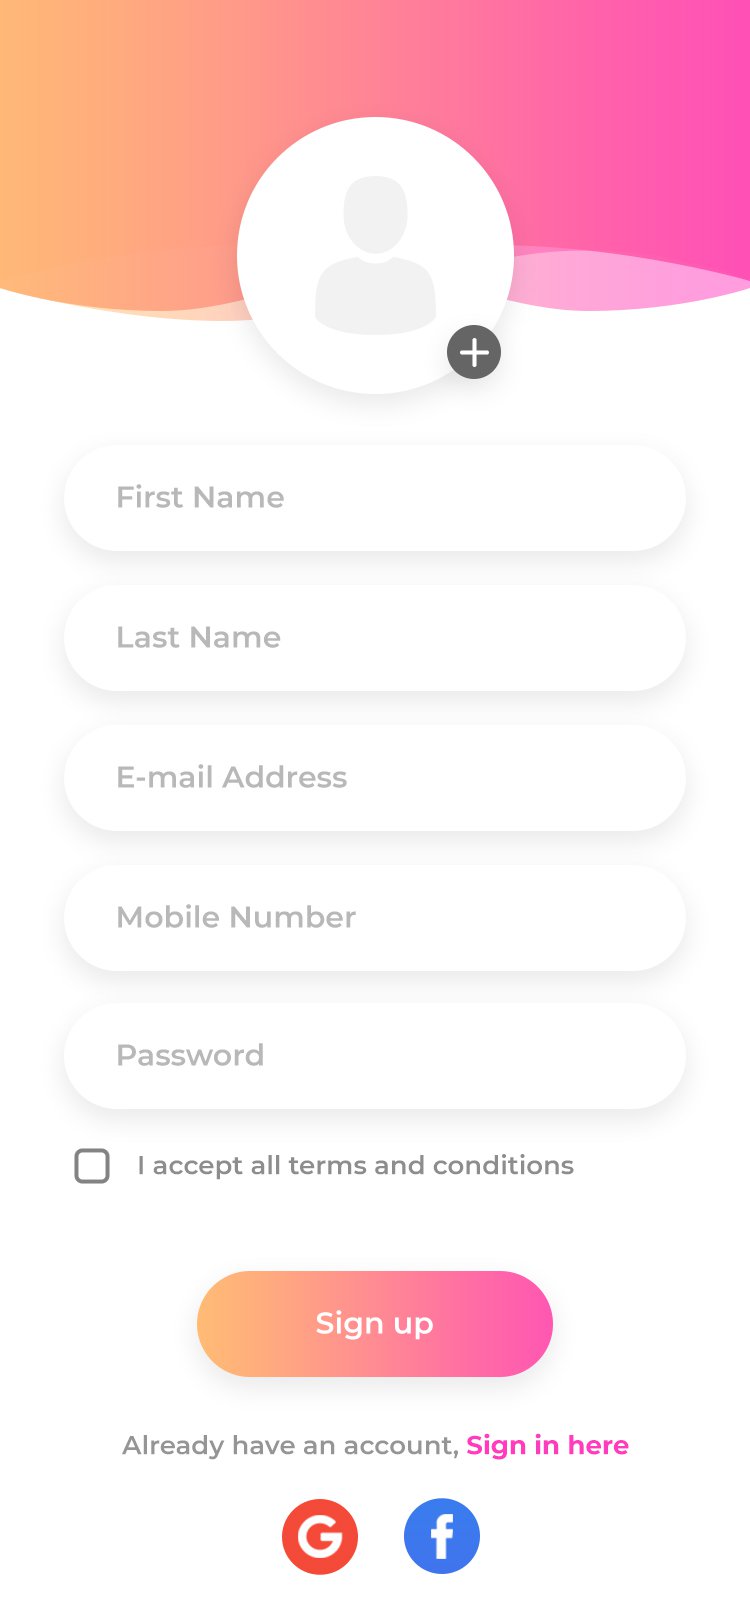 First Name
Last Name
E-mail Address
Mobile Number
Password
I accept all terms and conditions
Sign up
Already have an account, Sign in here
G f